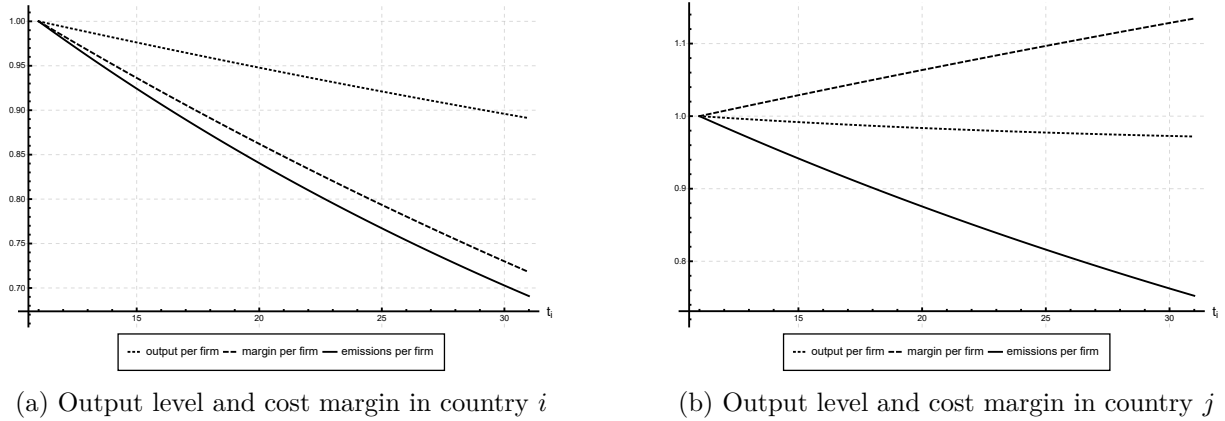 1.00
0.95
0.90
0.85
0.80
0.75
0.70
15 20 25 30
tᵢ
output per firm margin per firm emissions per firm
(a) Output level and cost margin in country i
1.1
1.0
0.9
0.8
15 20 25 30
tᵢ
output per firm margin per firm emissions per firm
(b) Output level and cost margin in country j